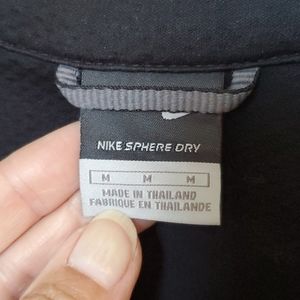 NIKE SPHERE DRY
M M M
MADE IN THAILAND
FABRIQUE EN THAILANDE